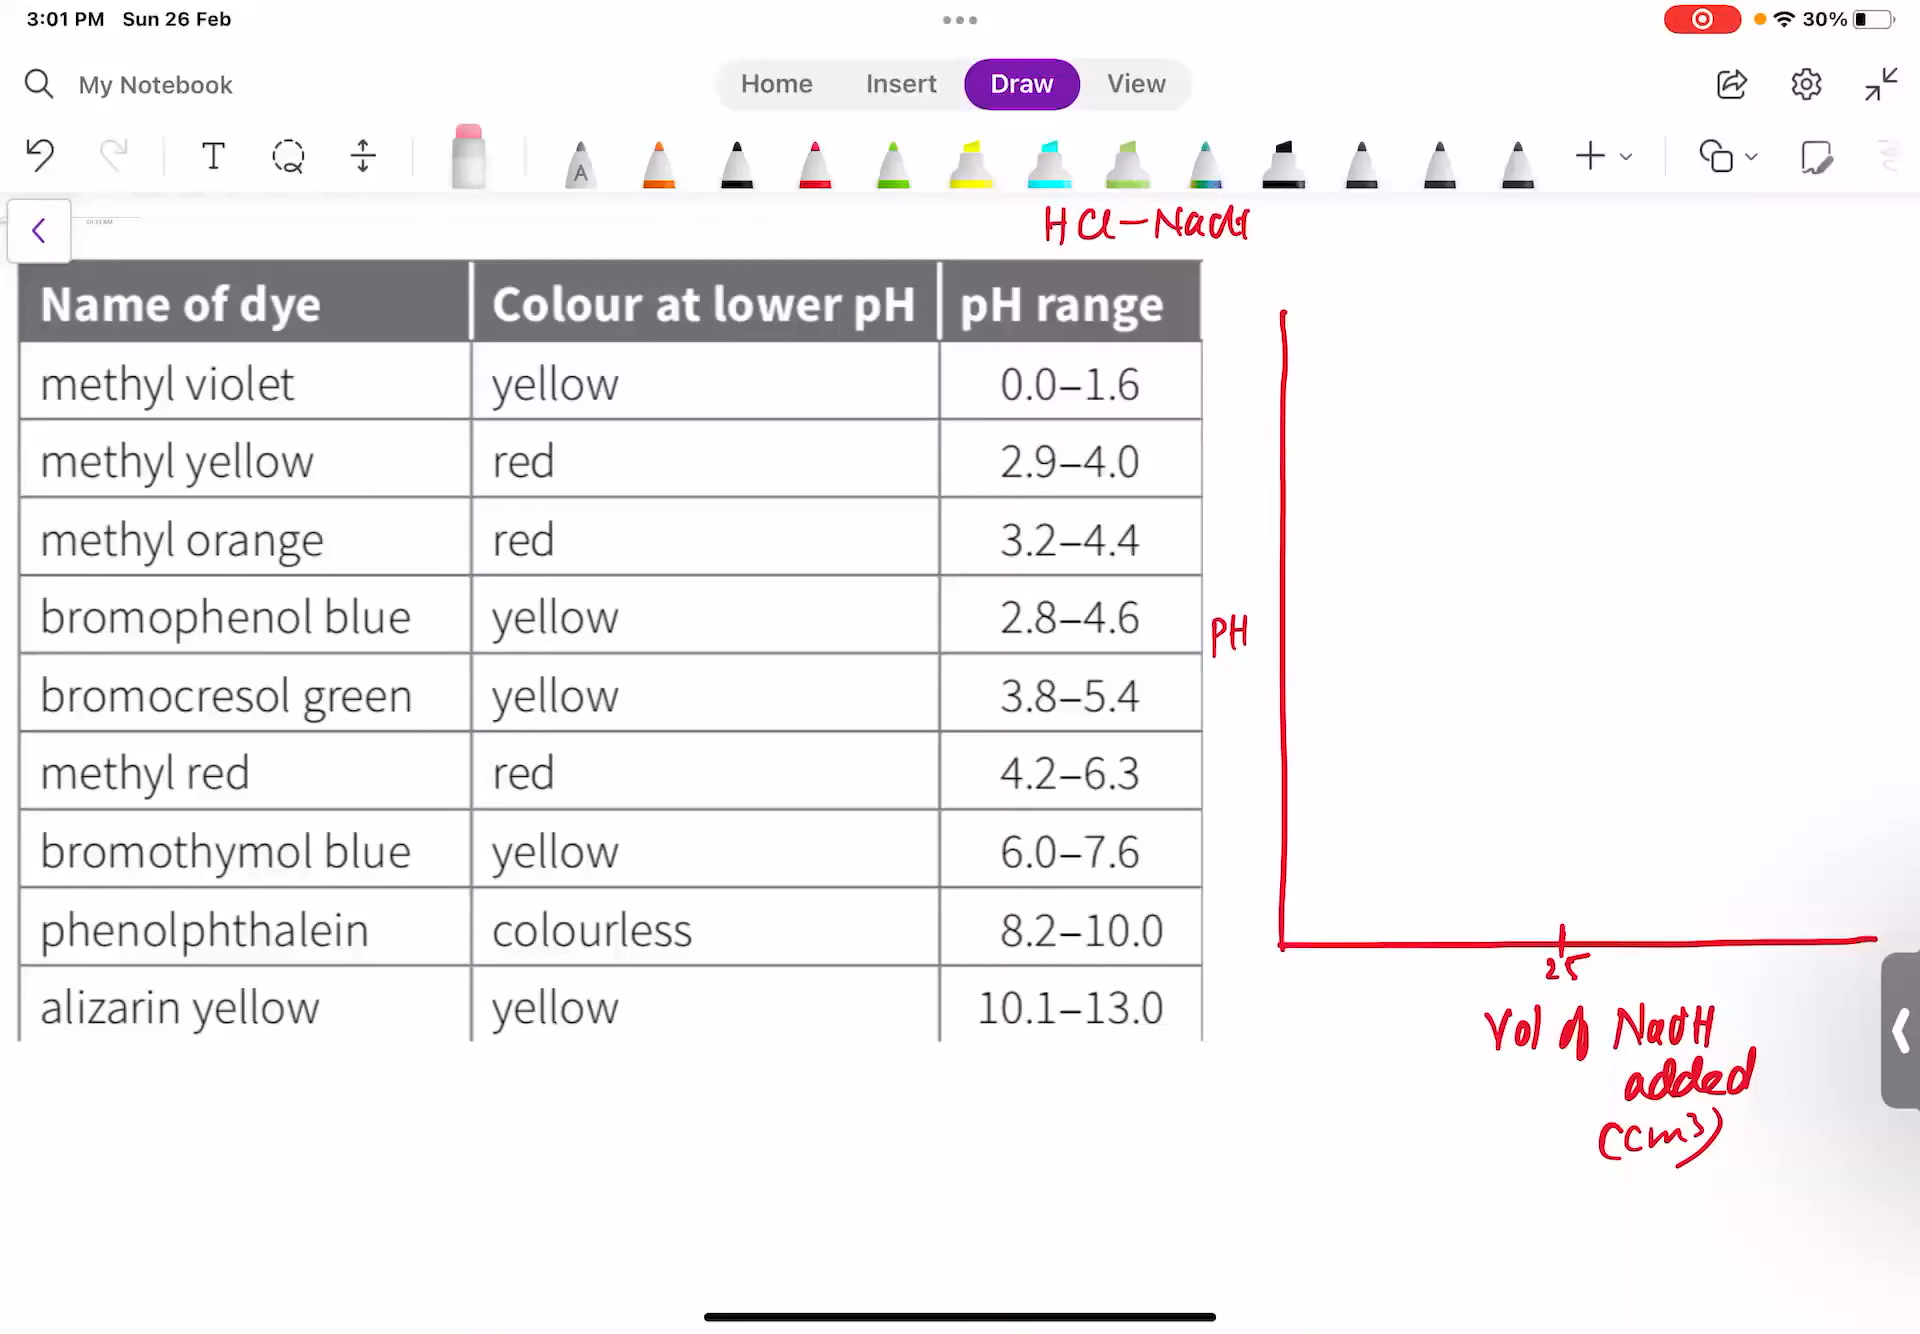 3:01 PM Sun 26 Feb
30%
My Notebook
Home Insert Draw View
T
A
10:33 AM
HCl - NaOH
Name of dye Colour at lower pH pH range
methyl violet yellow 0.0–1.6
methyl yellow red 2.9–4.0
methyl orange red 3.2–4.4
bromophenol blue yellow 2.8–4.6
bromocresol green yellow 3.8–5.4
methyl red red 4.2–6.3
bromothymol blue yellow 6.0–7.6
phenolphthalein colourless 8.2–10.0
alizarin yellow yellow 10.1–13.0
PH
25
Vol of NaOH
added
(cm3)